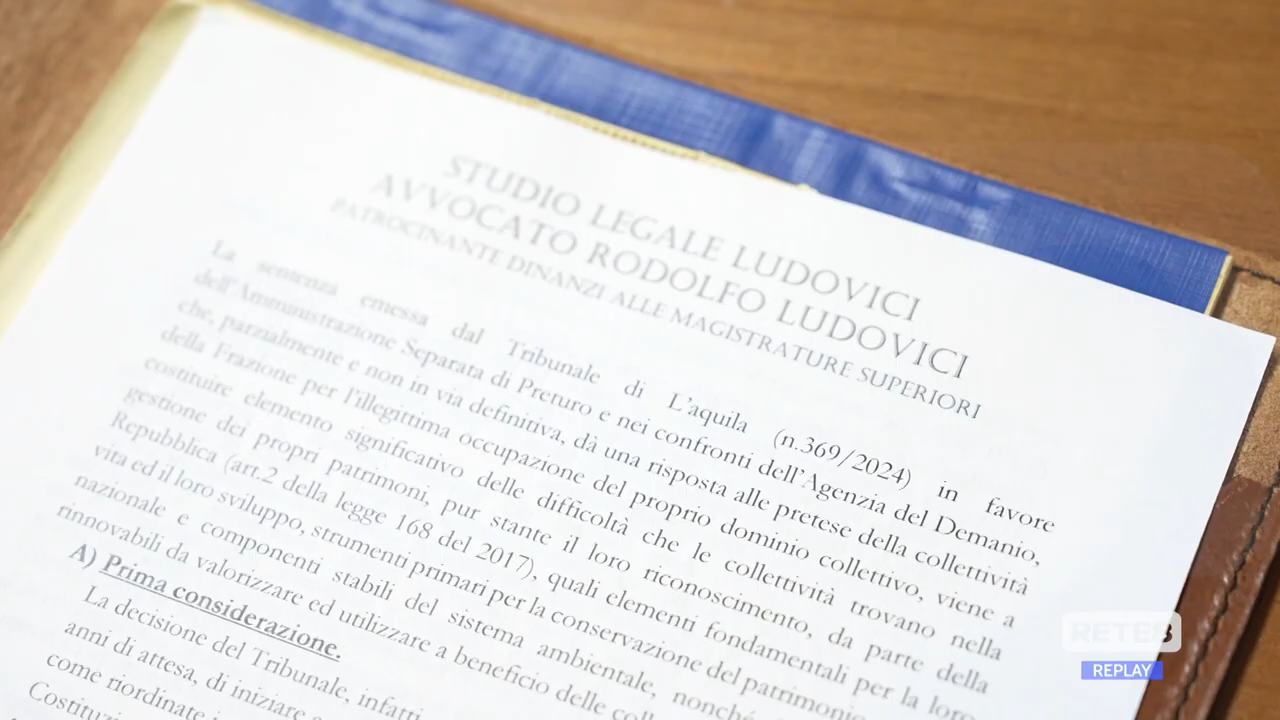 STUDIO LEGALE LUDOVICI
AVVOCATO RODOLFO LUDOVICI
PATROCINANTE DINANZI ALLE MAGISTRATURE SUPERIORI
La sentenza emessa dal Tribunale di L'aquila (n.369/2024) in favore
dell'Amministrazione Separata di Preturo e nei confronti dell'Agenzia del Demanio,
che, parzialmente e non in via definitiva, dà una risposta alle pretese della collettività
della Frazione per l'illegittima occupazione del proprio dominio collettivo, viene a
costituire elemento significativo delle difficoltà che le collettività trovano nella
gestione dei propri patrimoni, pur stante il loro riconoscimento, da parte della
Repubblica (art.2 della legge 168 del 2017), quali elementi fondamentali per la loro
vita ed il loro sviluppo, strumenti primari per la conservazione del patrimonio
nazionale e componenti stabili del sistema ambientale, nonché
rinnovabili da valorizzare ed utilizzare a beneficio delle
A) Prima considerazione.
La decisione del Tribunale, infatti
anni di attesa, di iniziare
come riordinate
RETE8
REPLAY